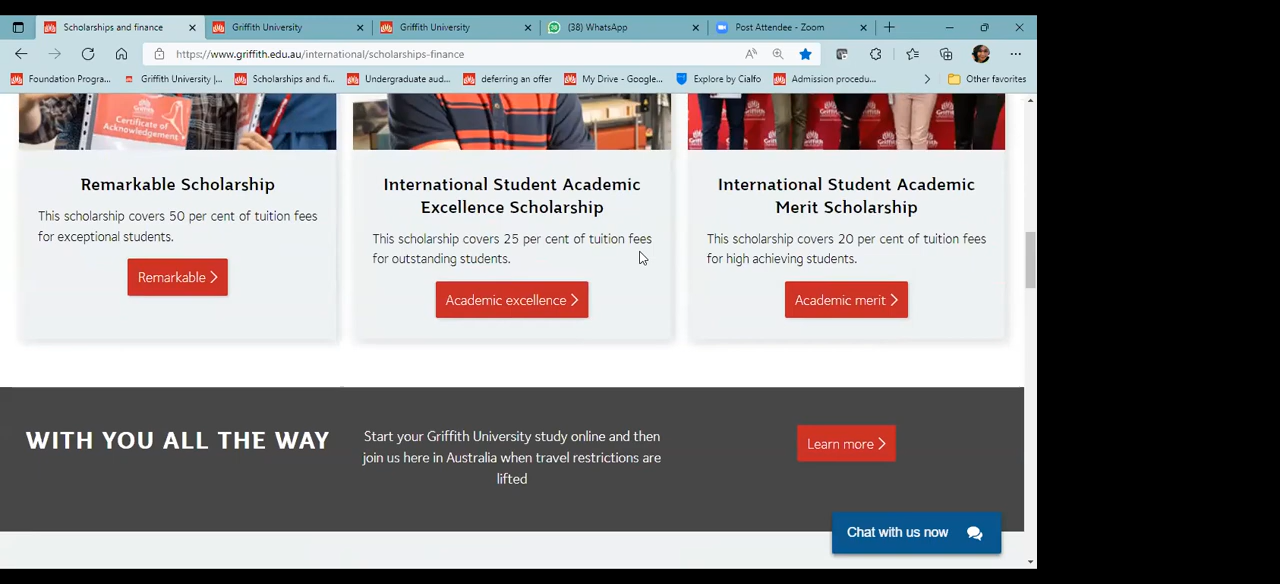 Scholarships and finance
Griffith University
Griffith University
(38) WhatsApp
Post Attendee - Zoom
https://www.griffith.edu.au/international/scholarships-finance
Foundation Progra...
Griffith University |...
Scholarships and fi...
Undergraduate aud...
deferring an offer
My Drive - Google...
Explore by Cialfo
Admission procedu...
Other favorites
Certificate of
Acknowledgement
Remarkable Scholarship
This scholarship covers 50 per cent of tuition fees
for exceptional students.
Remarkable
International Student Academic
Excellence Scholarship
This scholarship covers 25 per cent of tuition fees
for outstanding students.
Academic excellence
International Student Academic
Merit Scholarship
This scholarship covers 20 per cent of tuition fees
for high achieving students.
Academic merit
WITH YOU ALL THE WAY
Start your Griffith University study online and then
join us here in Australia when travel restrictions are
lifted
Learn more
Chat with us now